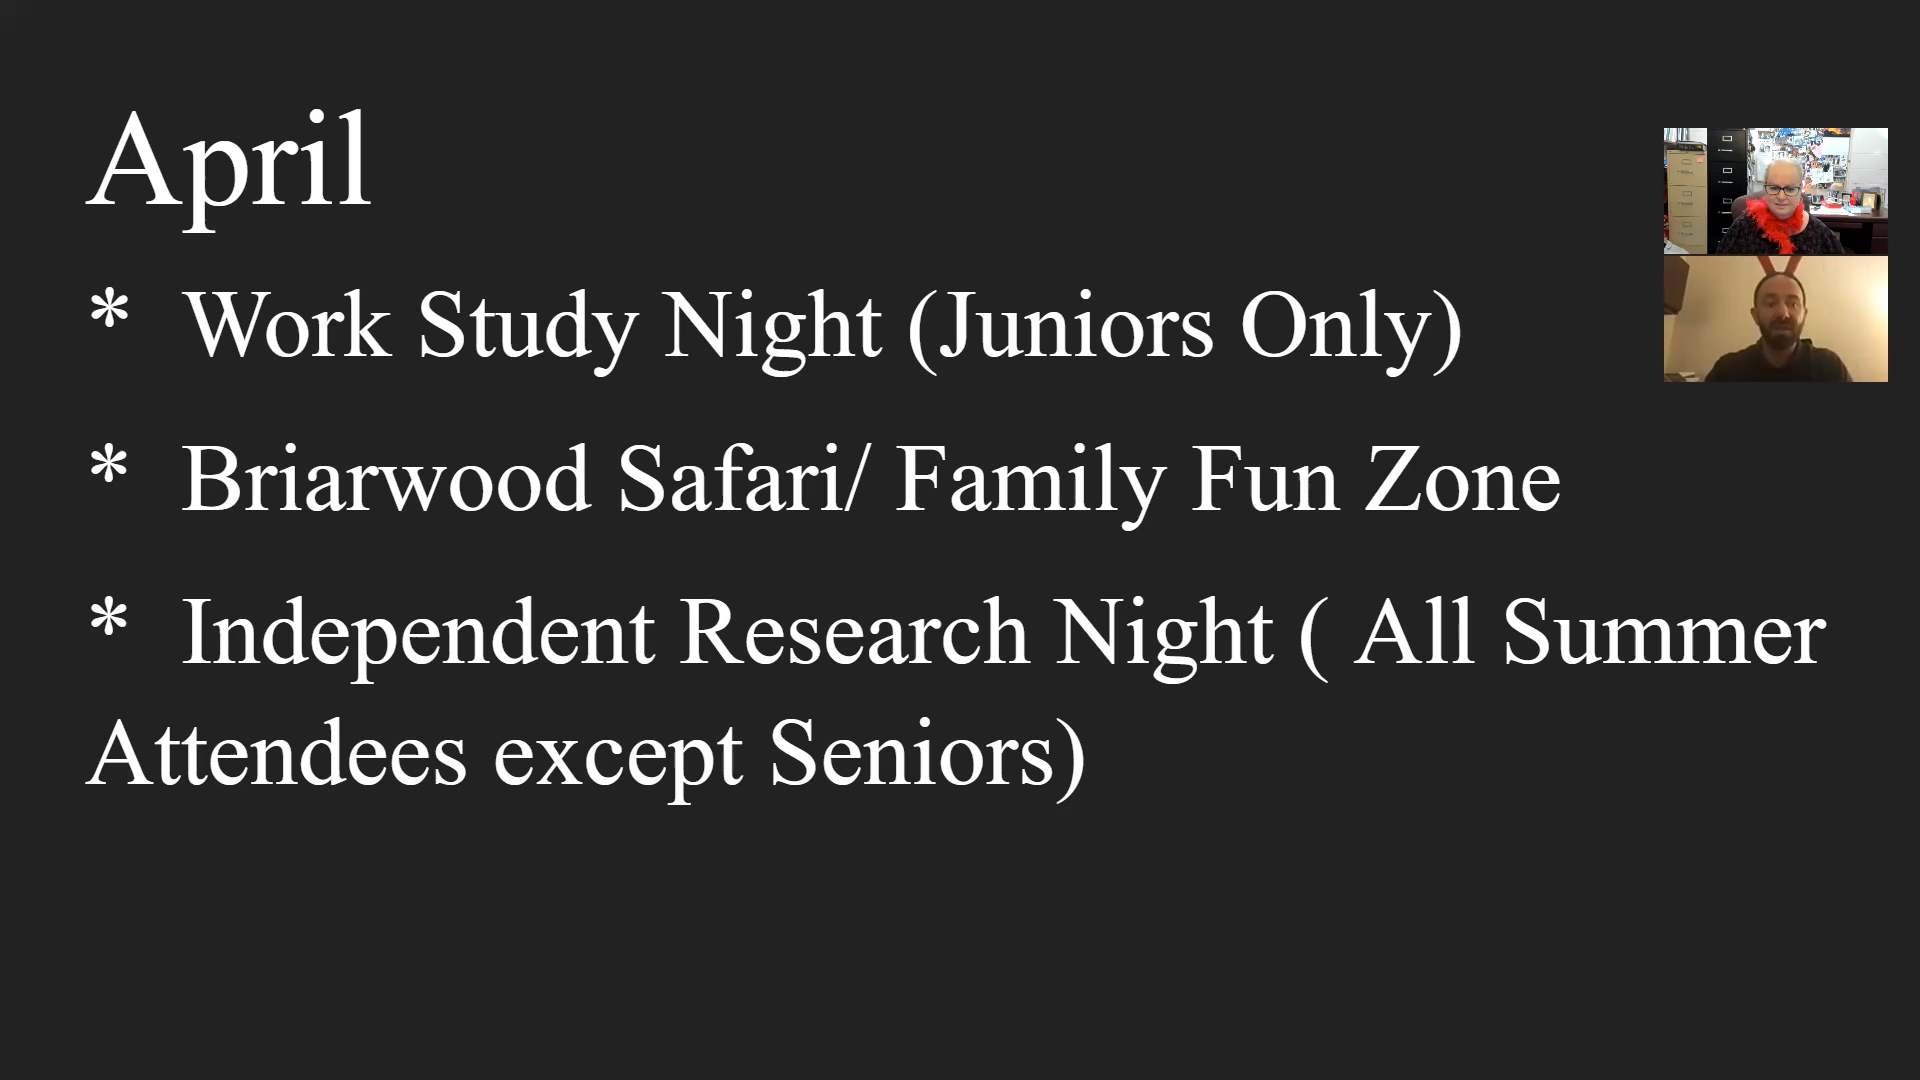 April
* Work Study Night (Juniors Only)
* Briarwood Safari/ Family Fun Zone
* Independent Research Night ( All Summer
Attendees except Seniors)